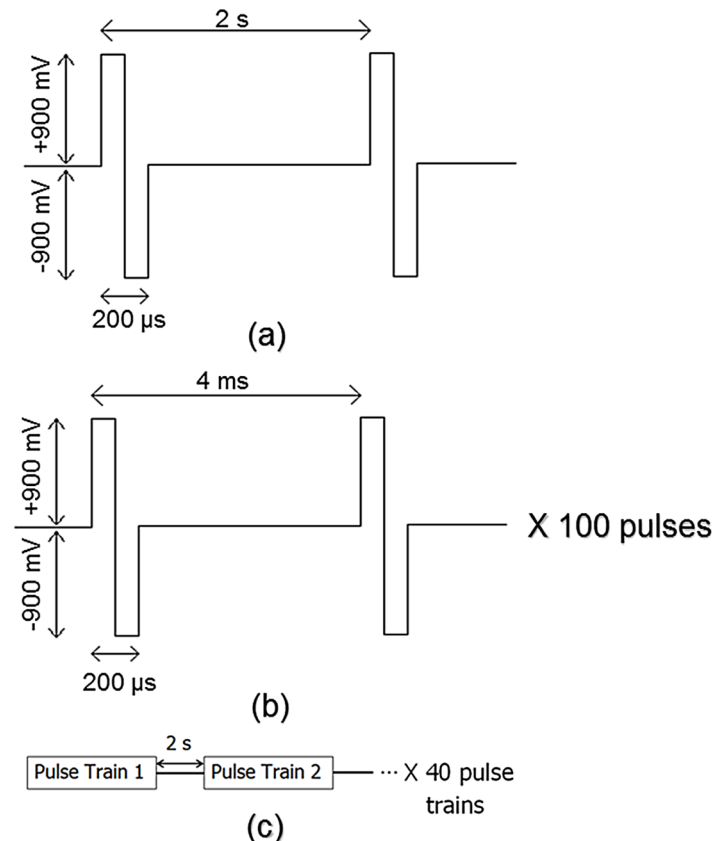 2 s
+900 mV
-900 mV
200 µs
(a)
4 ms
+900 mV
-900 mV
X 100 pulses
200 µs
(b)
2 s
Pulse Train 1
Pulse Train 2
··· X 40 pulse
trains
(c)